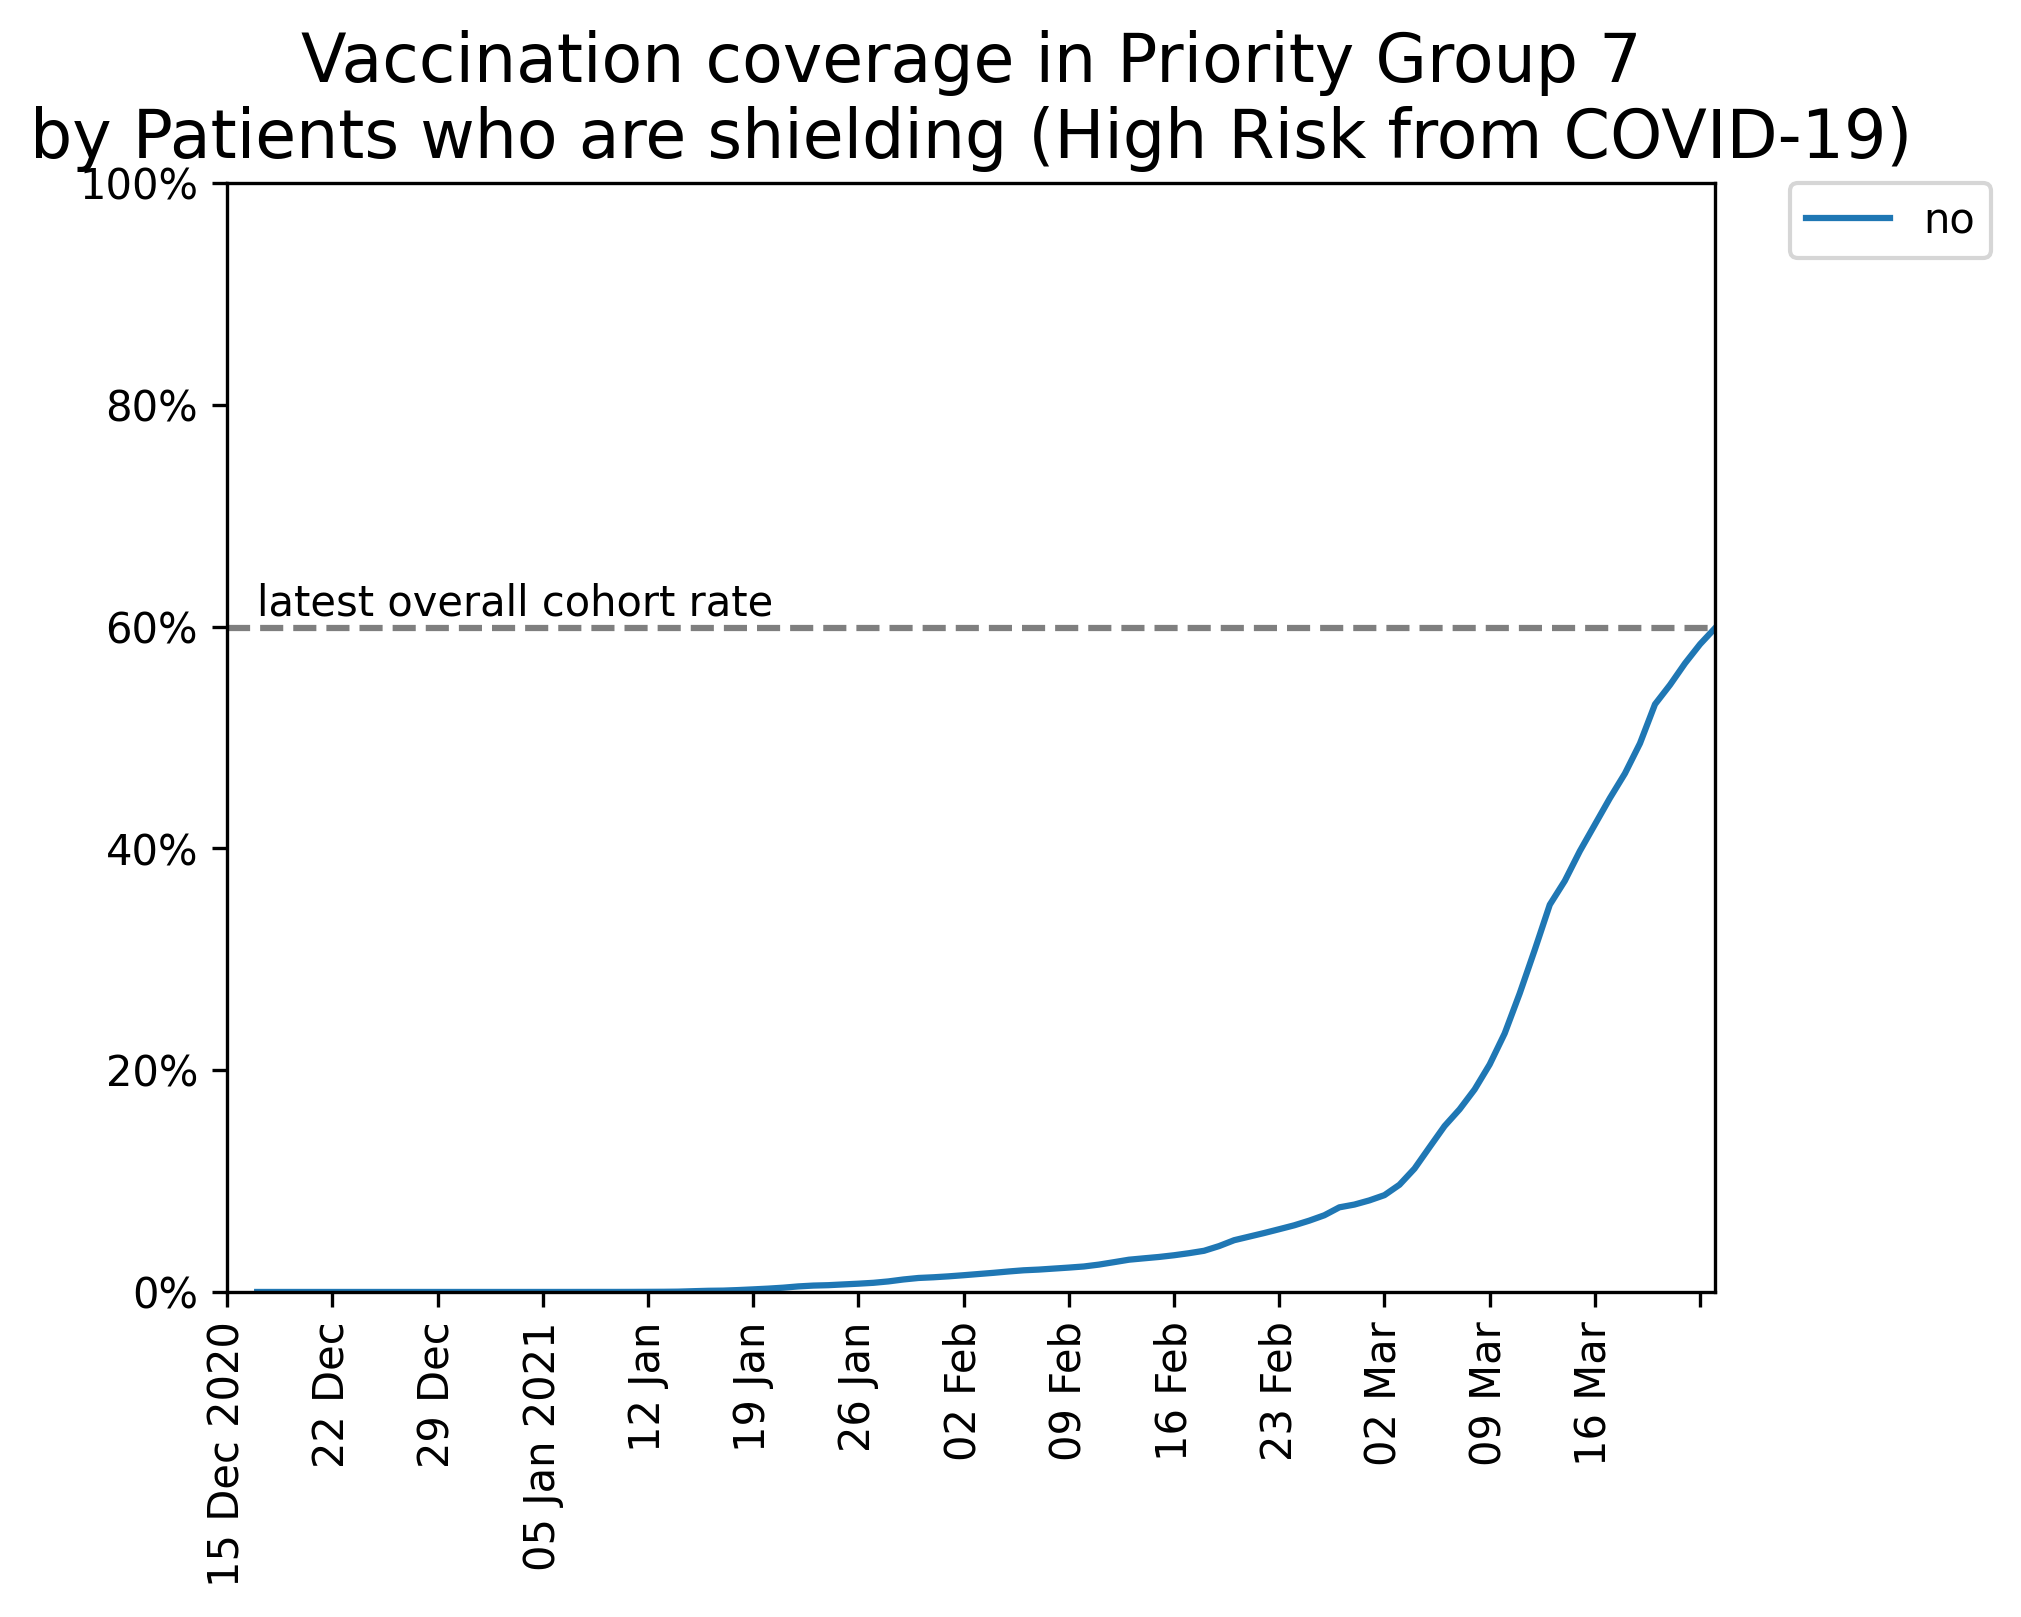 Vaccination coverage in Priority Group 7
by Patients who are shielding (High Risk from COVID-19)
100%
80%
60%
40%
20%
0%
latest overall cohort rate
no
15 Dec 2020
22 Dec
29 Dec
05 Jan 2021
12 Jan
19 Jan
26 Jan
02 Feb
09 Feb
16 Feb
23 Feb
02 Mar
09 Mar
16 Mar